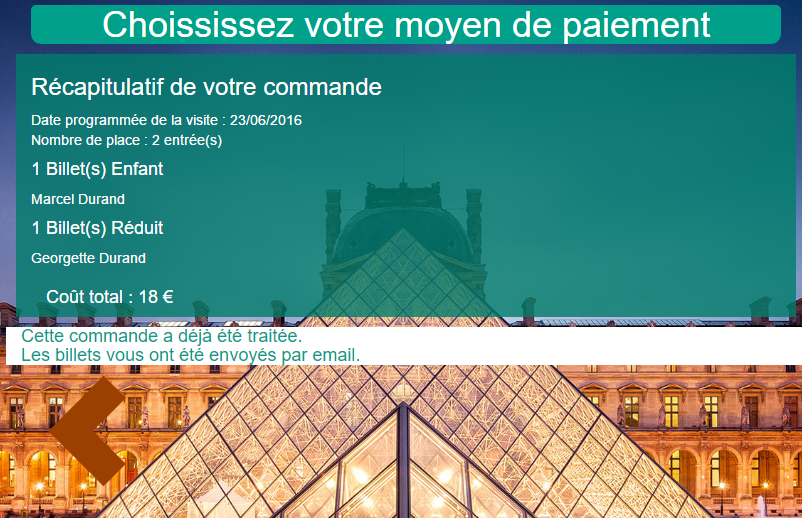 Choississez votre moyen de paiement
Récapitulatif de votre commande
Date programmée de la visite : 23/06/2016
Nombre de place : 2 entrée(s)
1 Billet(s) Enfant
Marcel Durand
1 Billet(s) Réduit
Georgette Durand
Coût total : 18 €
Cette commande a déjà été traitée.
Les billets vous ont été envoyés par email.